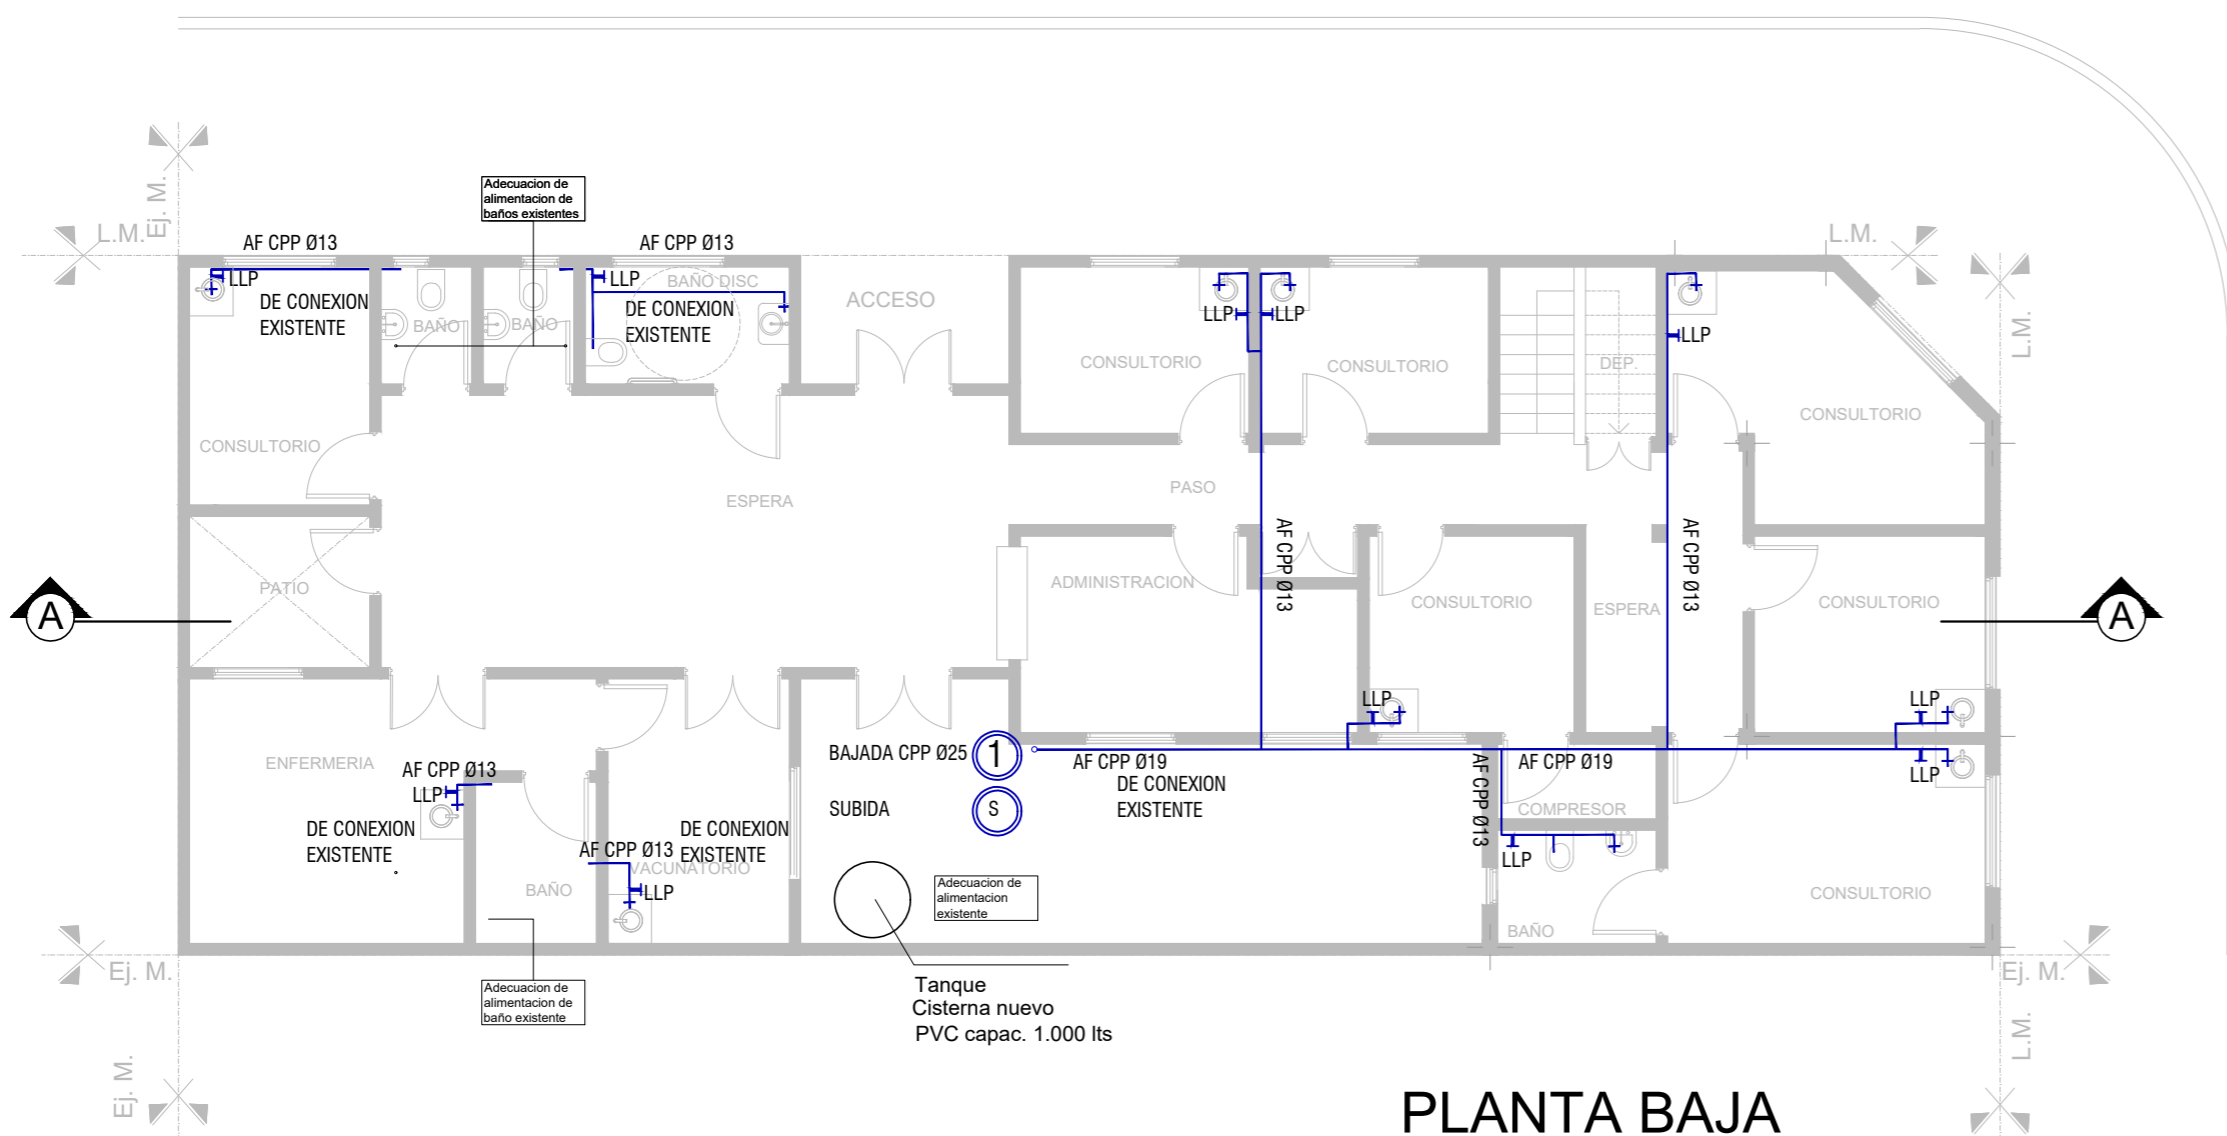 Adecuacion de
alimentacion de
baños existentes
Ej. M.
L.M.
AF CPP Ø13
AF CPP Ø13
L.M.
L.M.
LLP
DE CONEXION
EXISTENTE
BAÑO
BAÑO
LLP
BAÑO DISC
DE CONEXION
EXISTENTE
ACCESO
LLP
LLP
LLP
CONSULTORIO
CONSULTORIO
DEP.
CONSULTORIO
CONSULTORIO
ESPERA
PASO
AF CPP Ø13
AF CPP Ø13
PATIO
ADMINISTRACION
CONSULTORIO
ESPERA
CONSULTORIO
A
A
LLP
LLP
ENFERMERIA
AF CPP Ø13
LLP
DE CONEXION
EXISTENTE
BAJADA CPP Ø25
1
AF CPP Ø19
DE CONEXION
EXISTENTE
AF CPP Ø13
AF CPP Ø19
LLP
SUBIDA
S
COMPRESOR
AF CPP Ø13
DE CONEXION
EXISTENTE
VACUNATORIO
LLP
BAÑO
LLP
CONSULTORIO
BAÑO
Adecuacion de
alimentacion
existente
Ej. M.
Ej. M.
Adecuacion de
alimentacion de
baño existente
Tanque
Cisterna nuevo
PVC capac. 1.000 lts
Ej. M.
L.M.
PLANTA BAJA